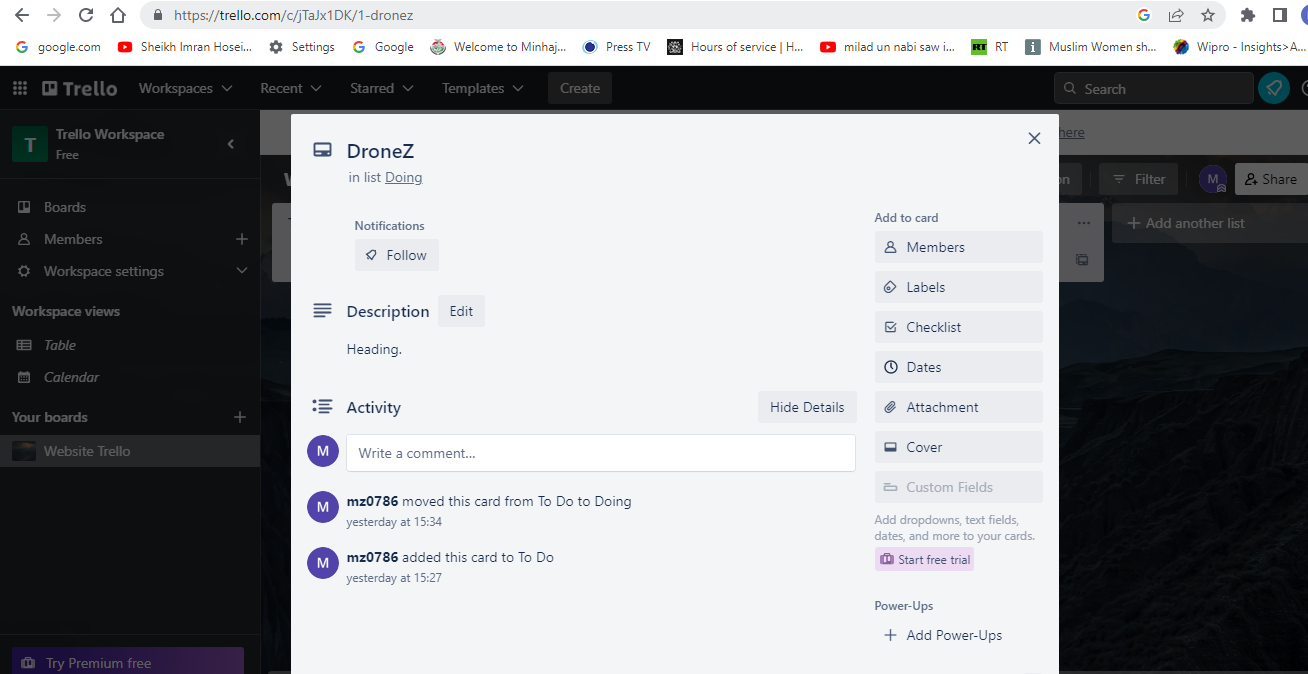 https://trello.com/c/jTaJx1DK/1-dronez
google.com Sheikh Imran Hosei... Settings Google Welcome to Minhaj... Press TV Hours of service | H... milad un nabi saw i... RT RT Muslim Women sh... Wipro - Insights>A...
Trello Workspaces Recent Starred Templates Create Search
T Trello Workspace
Free
here
Filter M Share
Boards
Members
Workspace settings
Workspace views
Table
Calendar
Your boards
Website Trello
Try Premium free
Add another list
DroneZ
in list Doing
Notifications
Follow
Description Edit
Heading.
Activity Hide Details
M Write a comment...
M mz0786 moved this card from To Do to Doing
yesterday at 15:34
M mz0786 added this card to To Do
yesterday at 15:27
Add to card
Members
Labels
Checklist
Dates
Attachment
Cover
Custom Fields
Add dropdowns, text fields,
dates, and more to your cards.
Start free trial
Power-Ups
Add Power-Ups